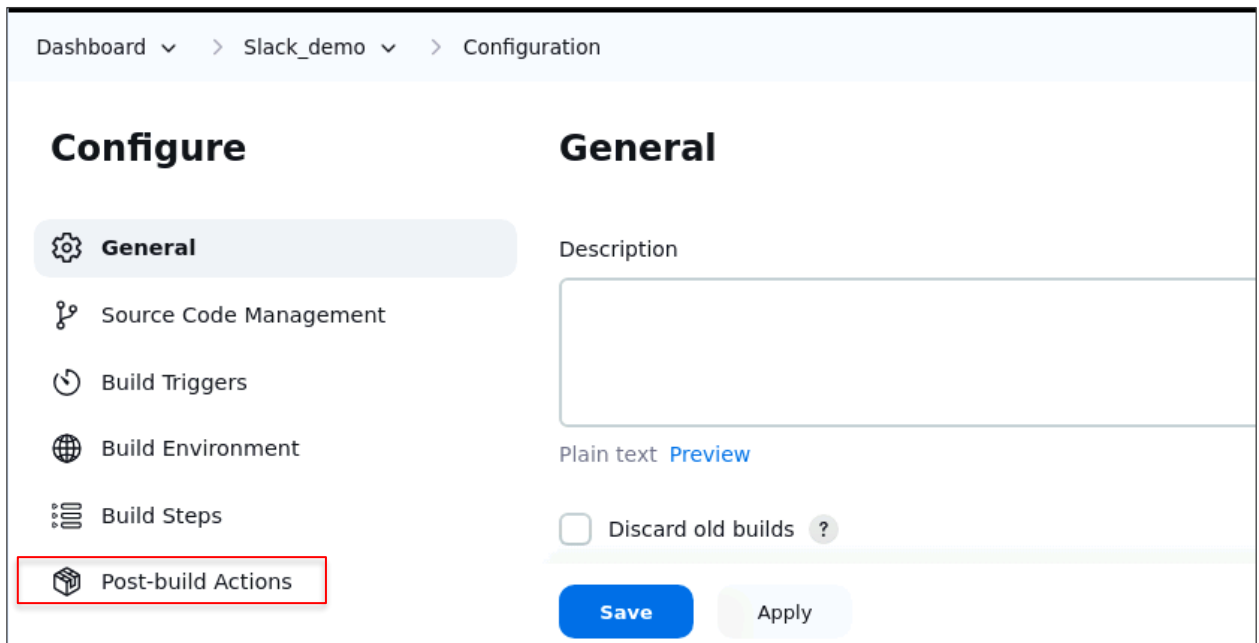 Dashboard > Slack_demo > Configuration
Configure
General
Source Code Management
Build Triggers
Build Environment
Build Steps
Post-build Actions
General
Description
Plain text Preview
Discard old builds ?
Save Apply